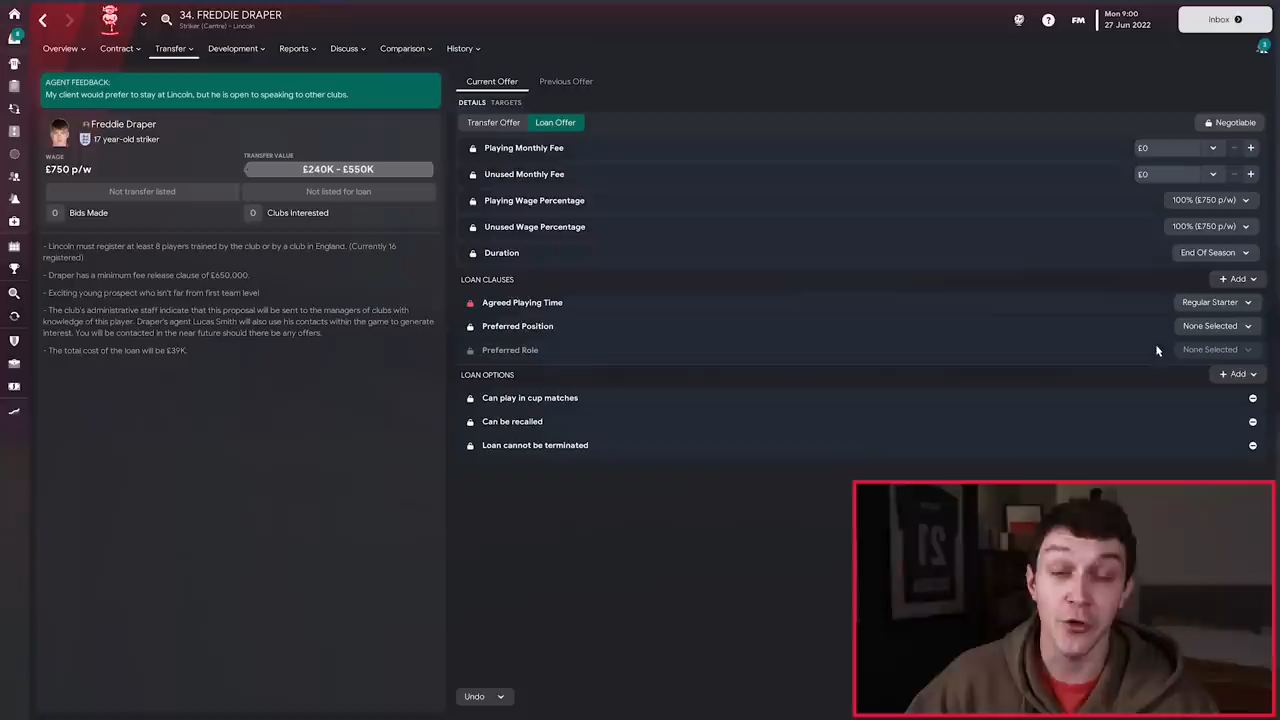 34. FREDDIE DRAPER
Striker (Centre) - Lincoln
FM
Mon 9:00
27 Jun 2022
Inbox
Overview
Contract
Transfer
Development
Reports
Discuss
Comparison
History
AGENT FEEDBACK:
My client would prefer to stay at Lincoln, but he is open to speaking to other clubs.
Freddie Draper
17 year-old striker
WAGE
£750 p/w
TRANSFER VALUE
£240K - £550K
Not transfer listed
Not listed for loan
0 Bids Made
0 Clubs Interested
- Lincoln must register at least 8 players trained by the club or by a club in England. (Currently 16
registered)
- Draper has a minimum fee release clause of £650,000.
- Exciting young prospect who isn't far from first team level
- The club's administrative staff indicate that this proposal will be sent to the managers of clubs with
knowledge of this player. Draper's agent Lucas Smith will also use his contacts within the game to generate
interest. You will be contacted in the near future should there be any offers.
- The total cost of the loan will be £39K.
Current Offer
Previous Offer
DETAILS TARGETS
Transfer Offer
Loan Offer
Negotiable
Playing Monthly Fee £0
Unused Monthly Fee £0
Playing Wage Percentage 100% (£750 p/w)
Unused Wage Percentage 100% (£750 p/w)
Duration End Of Season
LOAN CLAUSES + Add
Agreed Playing Time Regular Starter
Preferred Position None Selected
Preferred Role None Selected
LOAN OPTIONS + Add
Can play in cup matches
Can be recalled
Loan cannot be terminated
Undo
21